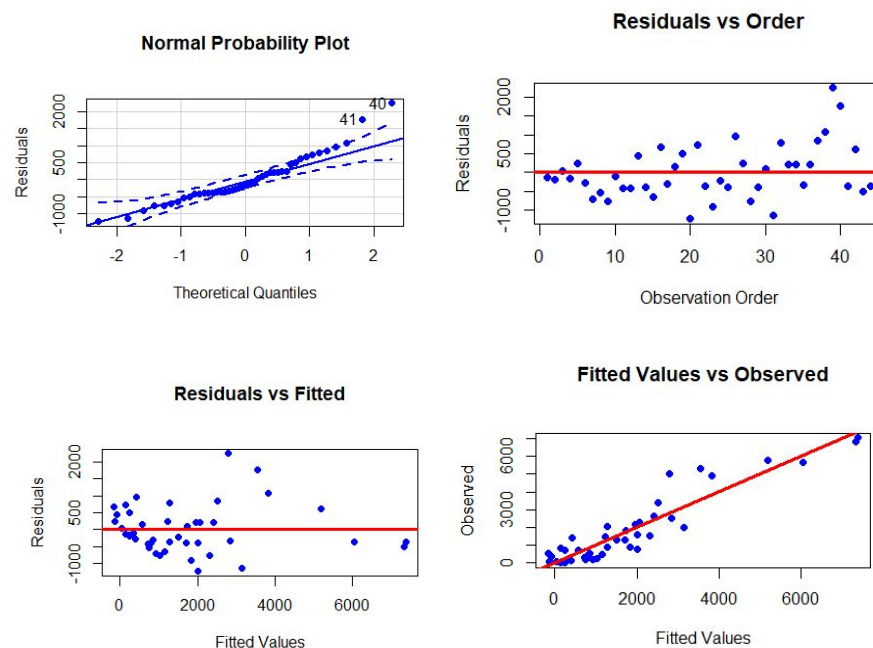 Normal Probability Plot
Residuals
2000
500
-1000
40
41
-2 -1 0 1 2
Theoretical Quantiles
Residuals vs Order
Residuals
2000
500
-1000
0 10 20 30 40
Observation Order
Residuals vs Fitted
Residuals
2000
500
-1000
0 2000 4000 6000
Fitted Values
Fitted Values vs Observed
Observed
6000
3000
0
0 2000 4000 6000
Fitted Values